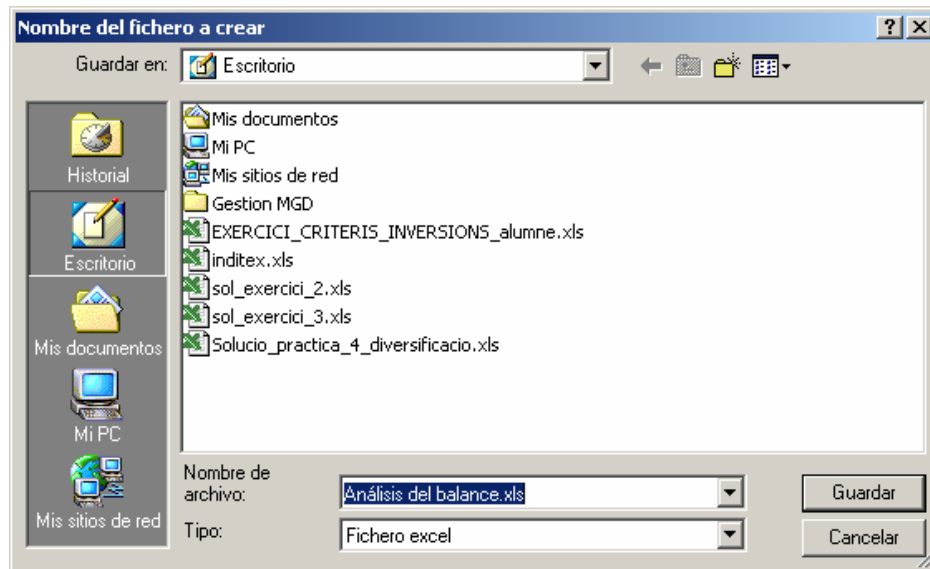 Nombre del fichero a crear
Guardar en:
Escritorio
Historial
Escritorio
Mis documentos
Mi PC
Mis sitios de red
Mis documentos
Mi PC
Mis sitios de red
Gestion MGD
EXERCICI_CRITERIS_INVERSIONS_alumne.xls
inditex.xls
sol_exercici_2.xls
sol_exercici_3.xls
Solucio_practica_4_diversificacio.xls
Nombre de
archivo:
Análisis del balance.xls
Guardar
Tipo:
Fichero excel
Cancelar